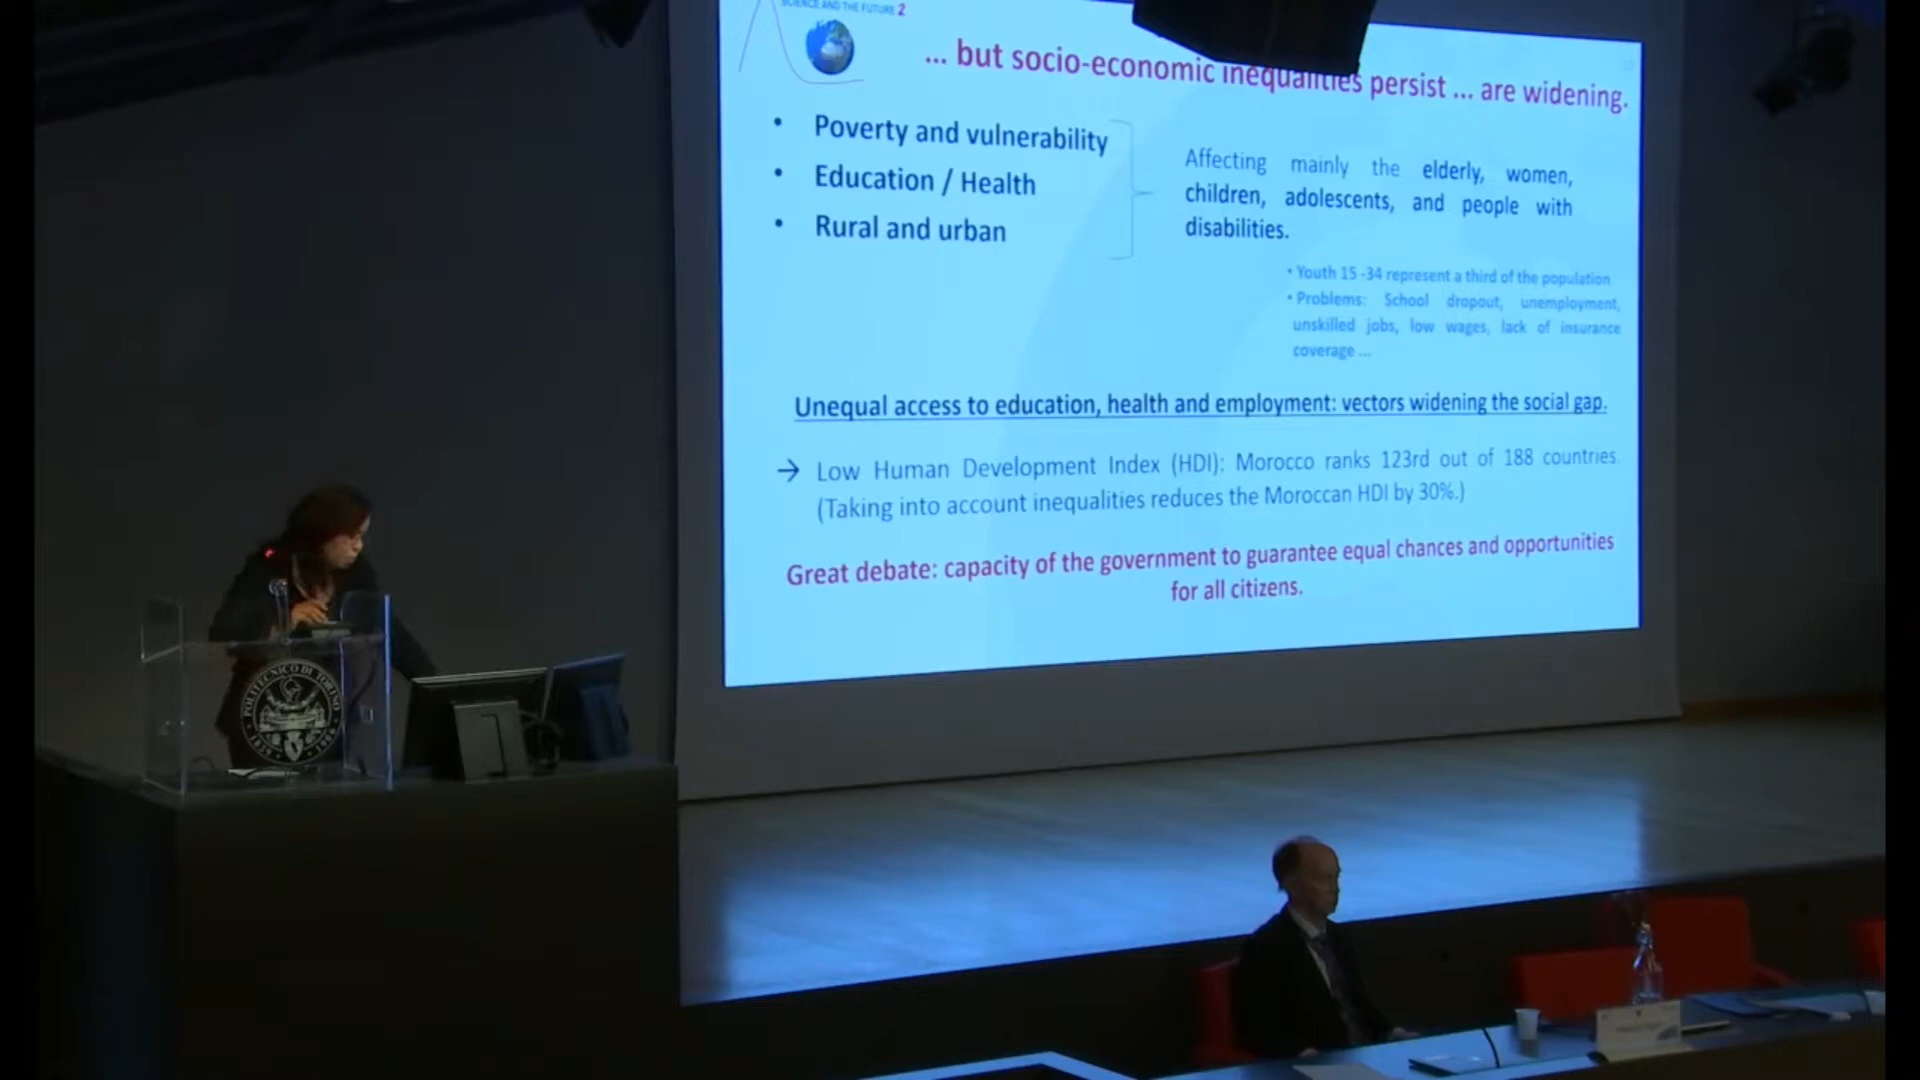 SCIENCE AND THE FUTURE 2
... but socio-economic inequalities persist ... are widening.
• Poverty and vulnerability
• Education / Health
• Rural and urban
Affecting mainly the elderly, women,
children, adolescents, and people with
disabilities.
• Youth 15 -34 represent a third of the population
• Problems: School dropout, unemployment,
unskilled jobs, low wages, lack of insurance
coverage ...
Unequal access to education, health and employment: vectors widening the social gap.
→ Low Human Development Index (HDI): Morocco ranks 123rd out of 188 countries.
(Taking into account inequalities reduces the Moroccan HDI by 30%.)
Great debate: capacity of the government to guarantee equal chances and opportunities
for all citizens.
POLITECNICO DI TORINO
1859 1906